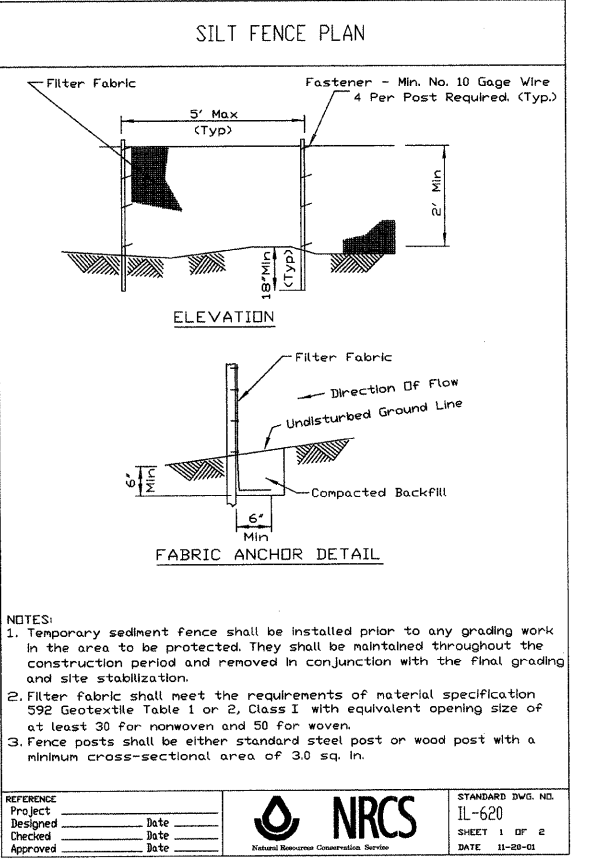 SILT FENCE PLAN
Filter Fabric
Fastener - Min. No. 10 Gage Wire
4 Per Post Required. (Typ.)
5' Max
(Typ)
2' Min
18" Min
(Typ)
ELEVATION
Filter Fabric
Direction Of Flow
Undisturbed Ground Line
6"
Min
Compacted Backfill
6"
Min
FABRIC ANCHOR DETAIL
NOTES:
1. Temporary sediment fence shall be installed prior to any grading work
in the area to be protected. They shall be maintained throughout the
construction period and removed in conjunction with the final grading
and site stabilization.
2. Filter fabric shall meet the requirements of material specification
592 Geotextile Table 1 or 2, Class I with equivalent opening size of
at least 30 for nonwoven and 50 for woven.
3. Fence posts shall be either standard steel post or wood post with a
minimum cross-sectional area of 3.0 sq. in.
REFERENCE
Project
Designed Date
Checked Date
Approved Date
NRCS
Natural Resources Conservation Service
STANDARD DWG. NO.
IL-620
SHEET 1 OF 2
DATE 11-20-01